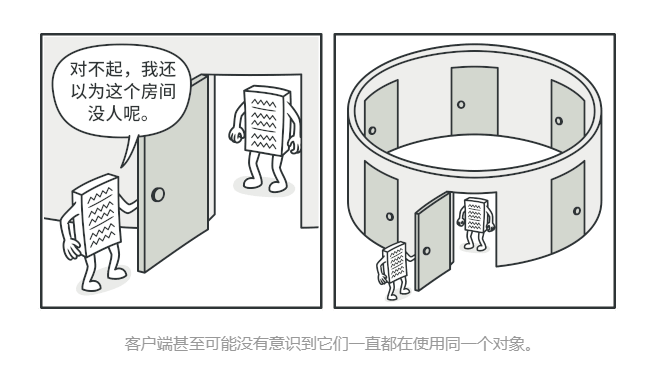 对不起，我还
以为这个房间
没人呢。
客户端甚至可能没有意识到它们一直都在使用同一个对象。